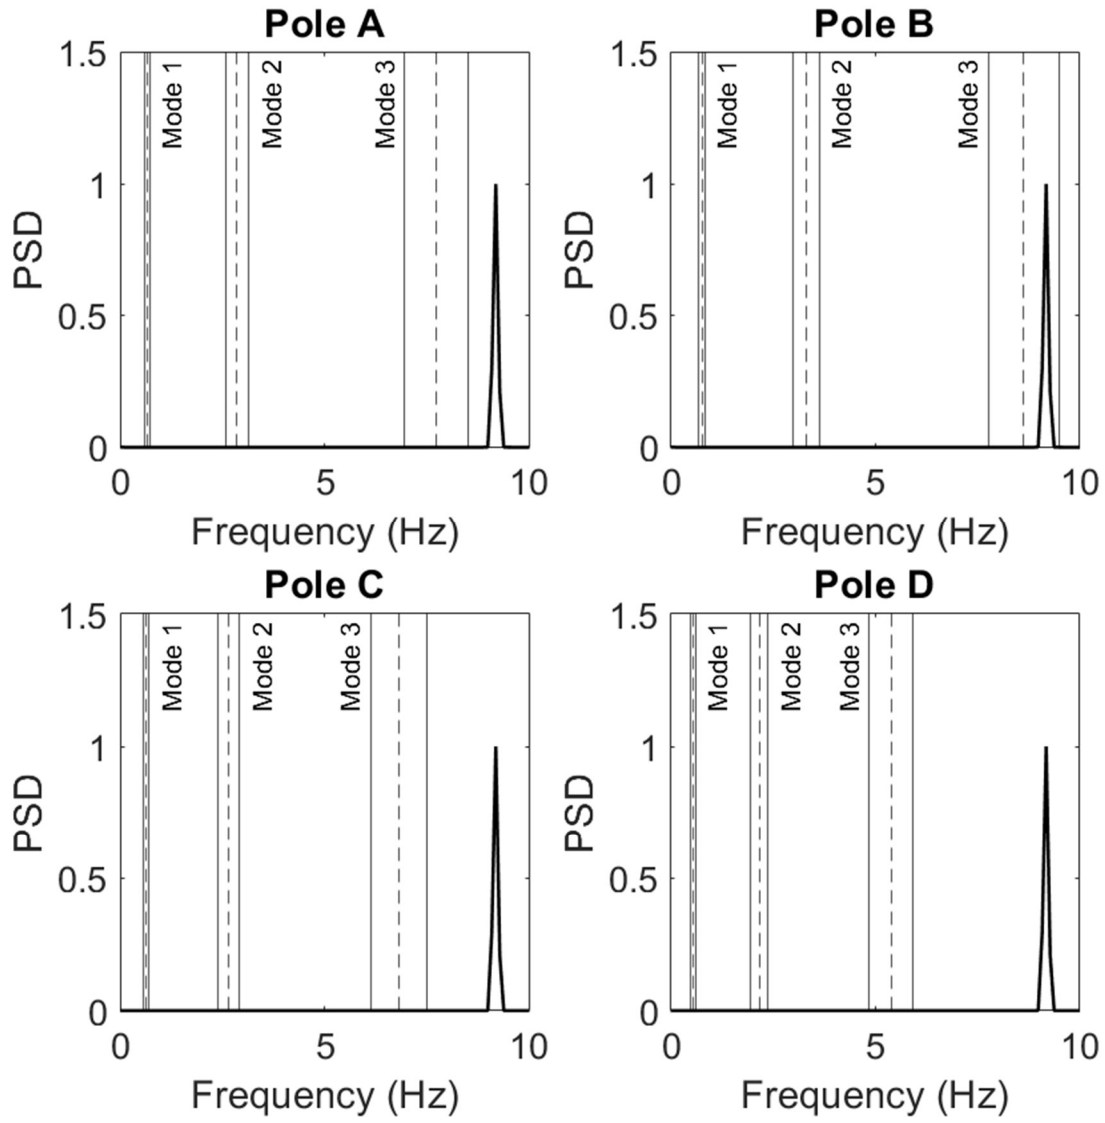 Pole A
1.5
1
0.5
0
PSD
Mode 1
Mode 2
Mode 3
0 5 10
Frequency (Hz)
Pole B
1.5
1
0.5
0
PSD
Mode 1
Mode 2
Mode 3
0 5 10
Frequency (Hz)
Pole C
1.5
1
0.5
0
PSD
Mode 1
Mode 2
Mode 3
0 5 10
Frequency (Hz)
Pole D
1.5
1
0.5
0
PSD
Mode 1
Mode 2
Mode 3
0 5 10
Frequency (Hz)